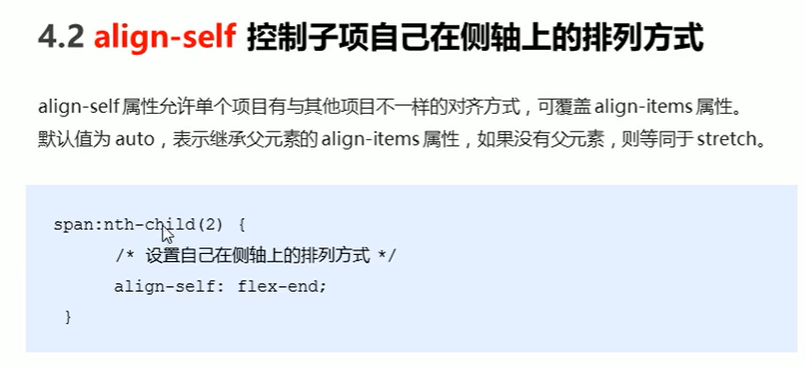 4.2 align-self 控制子项自己在侧轴上的排列方式
align-self 属性允许单个项目有与其他项目不一样的对齐方式，可覆盖 align-items 属性。
默认值为 auto，表示继承父元素的 align-items 属性，如果没有父元素，则等同于 stretch。
span:nth-child(2) {
/* 设置自己在侧轴上的排列方式 */
align-self: flex-end;
}